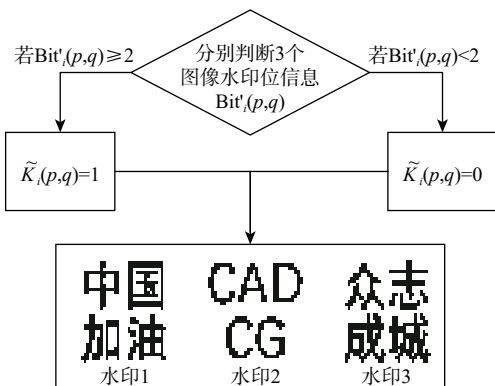 分别判断3个
图像水印位信息
Bit'ᵢ(p,q)
若Bit'ᵢ(p,q)≥2
若Bit'ᵢ(p,q)<2
K̃ᵢ(p,q)=1
K̃ᵢ(p,q)=0
中国 CAD 众志
加油 CG 成城
水印1 水印2 水印3